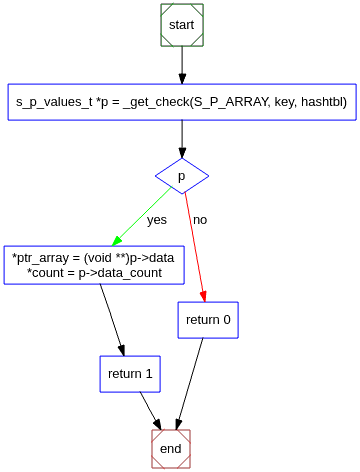 start
s_p_values_t *p = _get_check(S_P_ARRAY, key, hashtbl)
p
yes
no
*ptr_array = (void **)p->data
*count = p->data_count
return 0
return 1
end